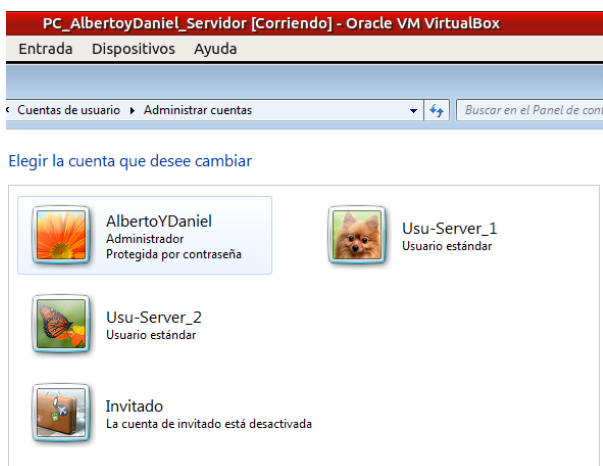 PC_AlbertoyDaniel_Servidor [Corriendo] - Oracle VM VirtualBox
Entrada Dispositivos Ayuda
Cuentas de usuario Administrar cuentas Buscar en el Panel de
Elegir la cuenta que desee cambiar
AlbertoYDaniel
Administrador
Protegida por contraseña
Usu-Server_1
Usuario estándar
Usu-Server_2
Usuario estándar
Invitado
La cuenta de invitado está desactivada